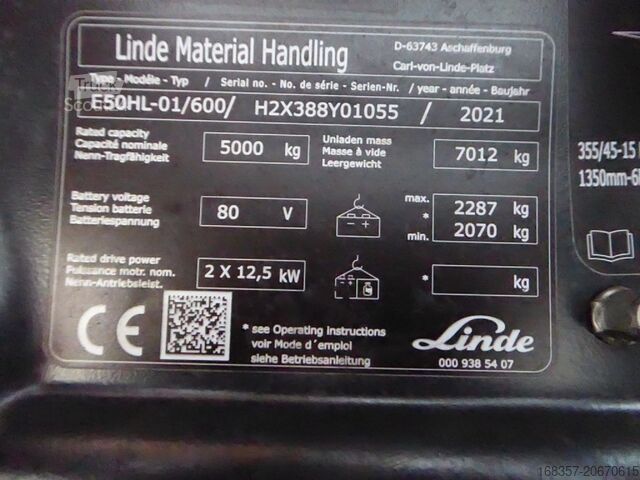 Linde Material Handling
D-63743 Aschaffenburg
Carl-von-Linde-Platz
Type - Modèle - Typ / Serial no. - No. de série - Serien-Nr. / year - année - Baujahr
E50HL-01/600/ H2X388Y01055 / 2021
Rated capacity
Capacité nominale
Nenn-Tragfähigkeit
5000 kg
Unladen mass
Masse à vide
Leergewicht
7012 kg
Battery voltage
Tension batterie
Batteriespannung
80 V
max. 2287 kg
*
min. 2070 kg
Rated drive power
Puissance motr. nom.
Nenn-Antriebsleist.
2 X 12,5 kW
* kg
CE
* see Operating instructions
voir Mode d´emploi
siehe Betriebsanleitung
Linde
000 938 54 07
355/45-15
1350mm-6
Truck
168357-20670615